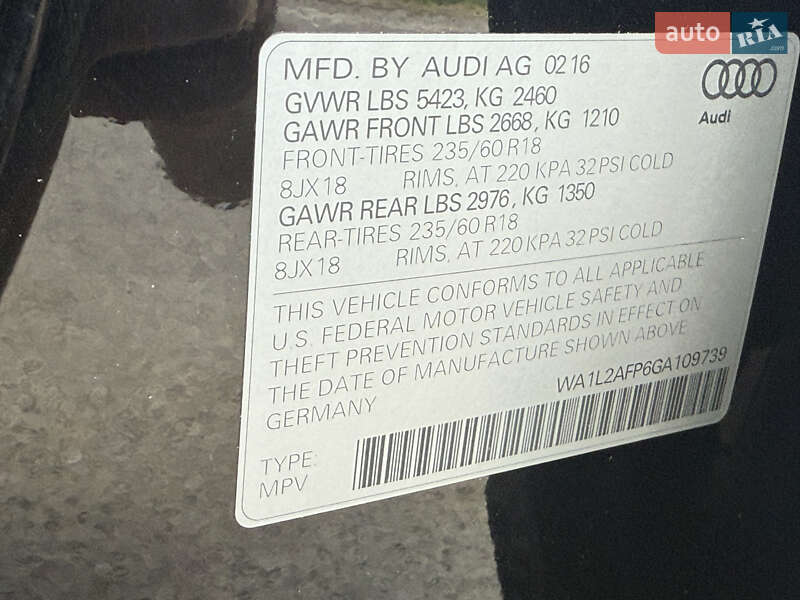 auto RIA.com
MFD. BY AUDI AG 02 16
GVWR LBS 5423, KG 2460
GAWR FRONT LBS 2668, KG 1210
FRONT-TIRES 235/60 R18
8JX18 RIMS, AT 220 KPA 32 PSI COLD
GAWR REAR LBS 2976, KG 1350
REAR-TIRES 235/60 R18
8JX18 RIMS, AT 220 KPA 32 PSI COLD
Audi
THIS VEHICLE CONFORMS TO ALL APPLICABLE
U.S. FEDERAL MOTOR VEHICLE SAFETY AND
THEFT PREVENTION STANDARDS IN EFFECT ON
THE DATE OF MANUFACTURE SHOWN ABOVE
GERMANY
WA1L2AFP6GA109739
TYPE:
MPV